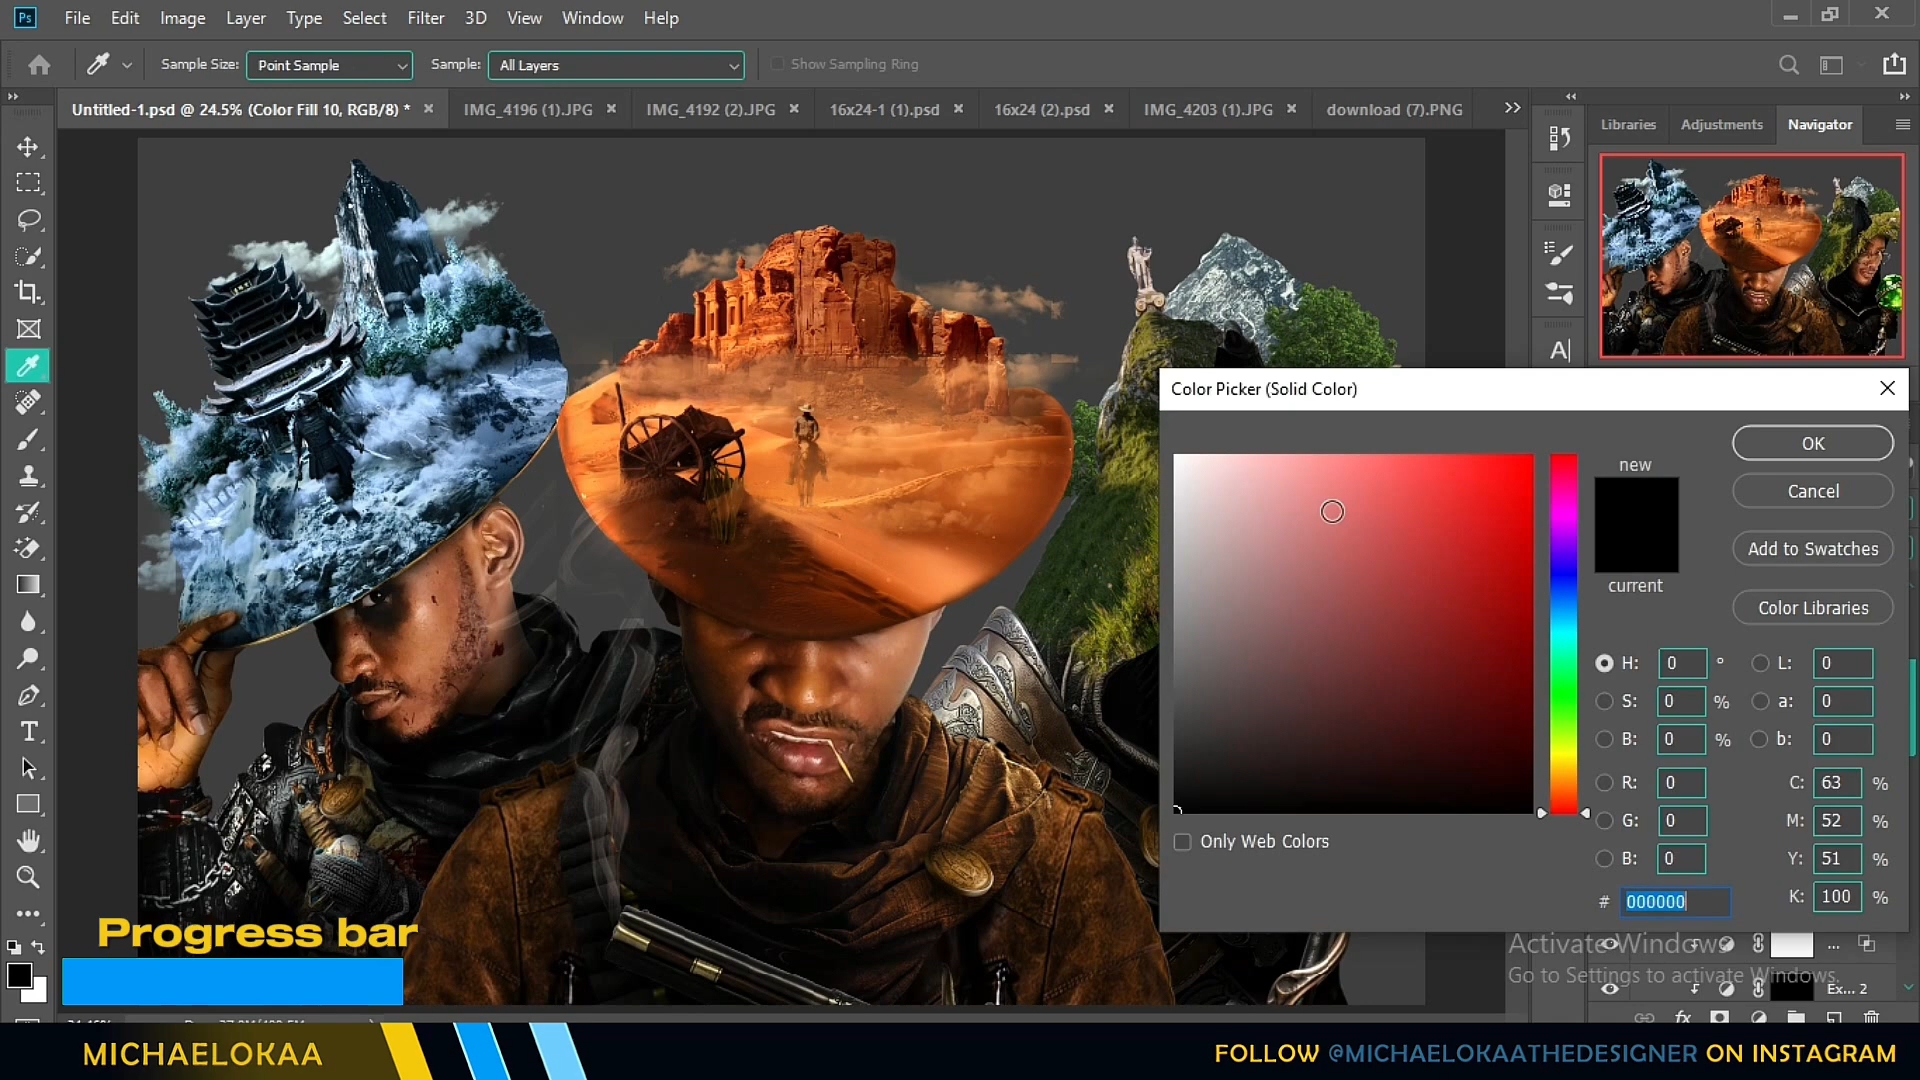 Ps File Edit Image Layer Type Select Filter 3D View Window Help
Sample Size: Point Sample Sample: All Layers Show Sampling Ring
Untitled-1.psd @ 24.5% (Color Fill 10, RGB/8) * IMG_4196 (1).JPG IMG_4192 (2).JPG 16x24-1 (1).psd 16x24 (2).psd IMG_4203 (1).JPG download (7).PNG
Libraries Adjustments Navigator
Color Picker (Solid Color)
new
current
OK
Cancel
Add to Swatches
Color Libraries
H: 0 ° L: 0
S: 0 % a: 0
B: 0 % b: 0
R: 0 C: 63 %
G: 0 M: 52 %
B: 0 Y: 51 %
# 000000 K: 100 %
Only Web Colors
Progress bar
Activate Windows
Go to Settings to activate Windows.
Ex... 2
MICHAELOKAA
FOLLOW @MICHAELOKAATHEDESIGNER ON INSTAGRAM